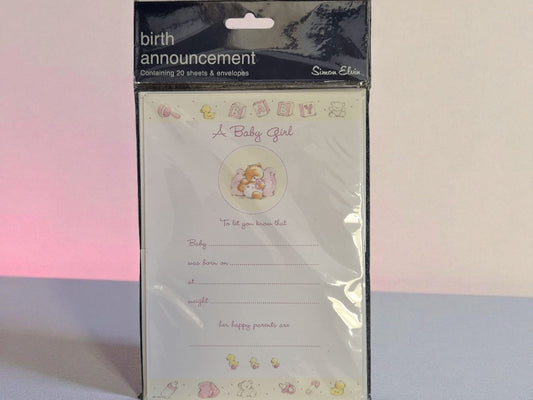 birth
announcement
Containing 20 sheets & envelopes
Simon Elvin
BABY
A Baby Girl
To let you know that
Baby
was born on
at
weight
her happy parents are